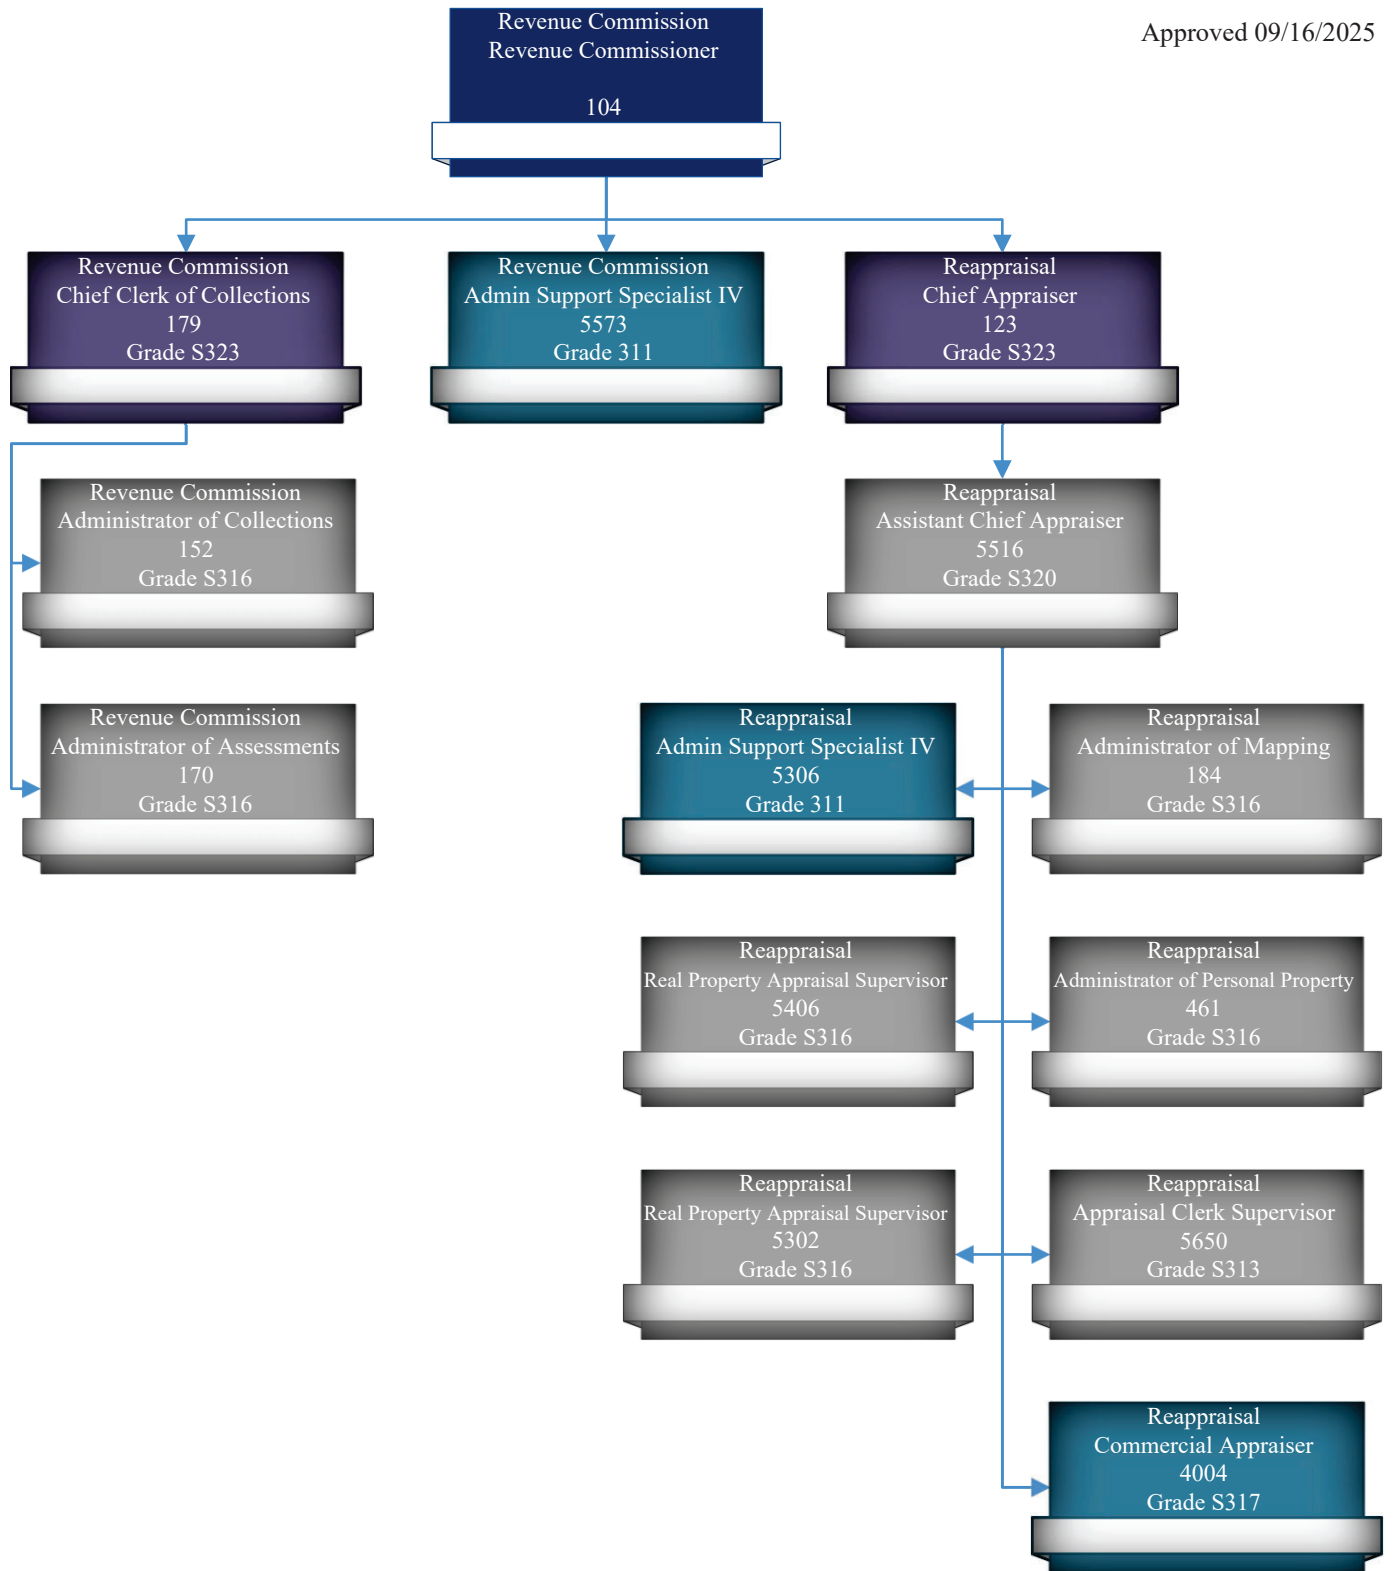 Revenue Commission
Revenue Commissioner
104
Approved 09/16/2025
Revenue Commission
Chief Clerk of Collections
179
Grade S323
Revenue Commission
Admin Support Specialist IV
5573
Grade 311
Reappraisal
Chief Appraiser
123
Grade S323
Revenue Commission
Administrator of Collections
152
Grade S316
Reappraisal
Assistant Chief Appraiser
5516
Grade S320
Revenue Commission
Administrator of Assessments
170
Grade S316
Reappraisal
Admin Support Specialist IV
5306
Grade 311
Reappraisal
Administrator of Mapping
184
Grade S316
Reappraisal
Real Property Appraisal Supervisor
5406
Grade S316
Reappraisal
Administrator of Personal Property
461
Grade S316
Reappraisal
Real Property Appraisal Supervisor
5302
Grade S316
Reappraisal
Appraisal Clerk Supervisor
5650
Grade S313
Reappraisal
Commercial Appraiser
4004
Grade S317